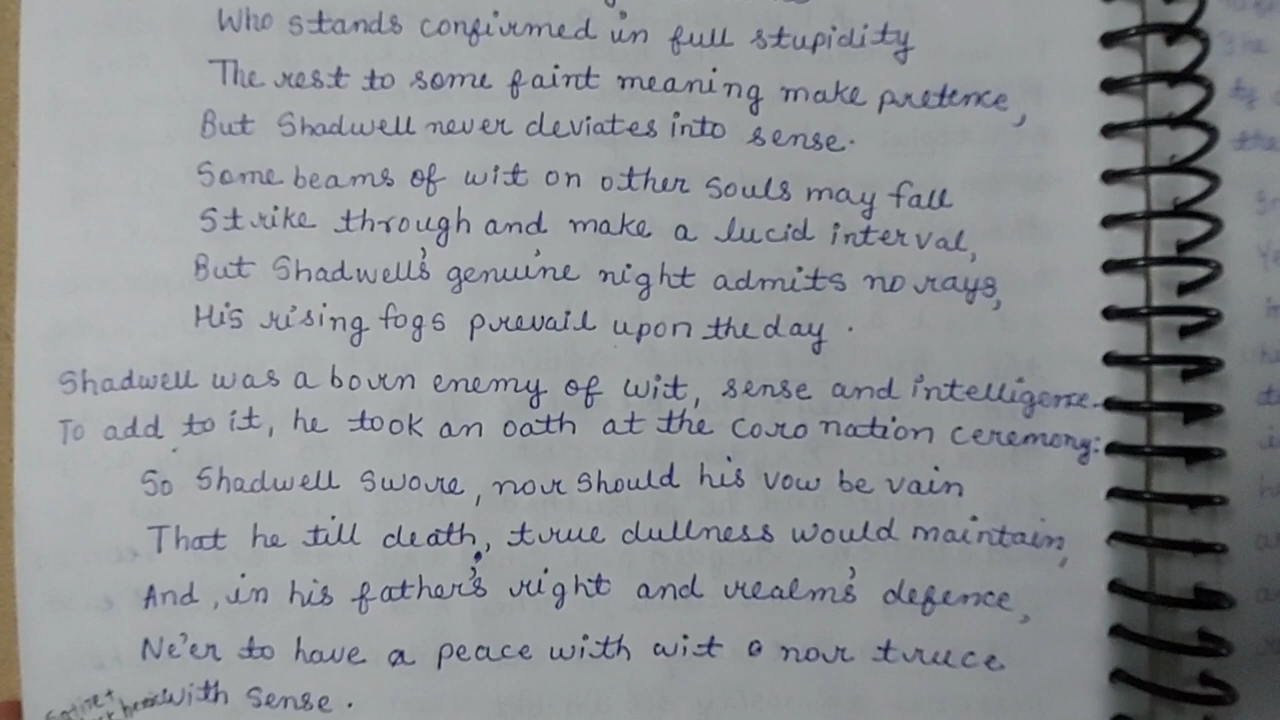 Who stands confirmed in full stupidity
The rest to some faint meaning make pretence,
But Shadwell never deviates into sense.
Some beams of wit on other souls may fall
Strike through and make a lucid interval,
But Shadwell's genuine night admits no rays,
His rising fogs prevail upon the day.
Shadwell was a born enemy of wit, sense and intelligence.
To add to it, he took an oath at the coronation ceremony:
So Shadwell swore, nor should his vow be vain
That he till death, true dullness would maintain,
And, in his father's right and realm's defence,
Ne'er to have a peace with wit nor truce
with sense.